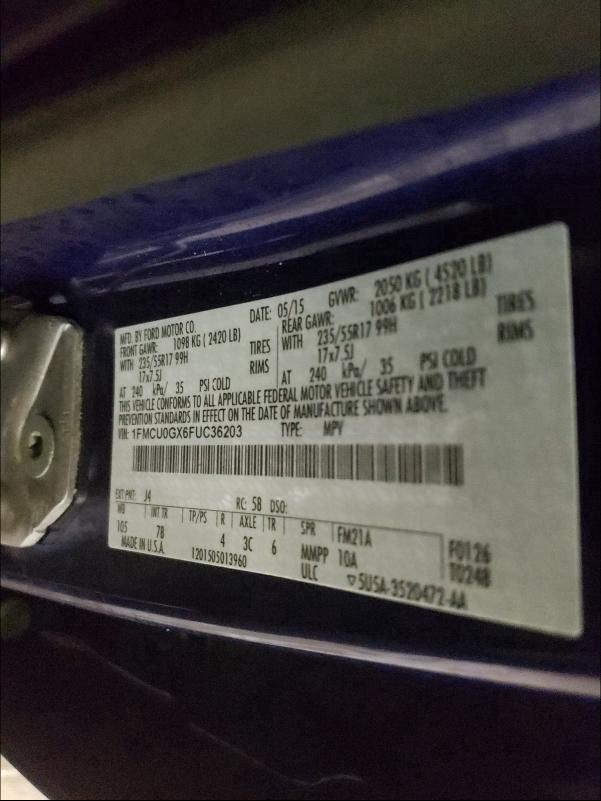 MFD. BY FORD MOTOR CO.
DATE: 05/15
GVWR: 2050 KG ( 4520 LB)
FRONT GAWR: 1098 KG ( 2420 LB)
REAR GAWR: 1006 KG ( 2218 LB)
WITH 235/55R17 99H TIRES
WITH 235/55R17 99H TIRES
17x7.5J RIMS
17x7.5J RIMS
AT 240 kPa/ 35 PSI COLD
AT 240 kPa/ 35 PSI COLD
THIS VEHICLE CONFORMS TO ALL APPLICABLE FEDERAL MOTOR VEHICLE SAFETY AND THEFT
PREVENTION STANDARDS IN EFFECT ON THE DATE OF MANUFACTURE SHOWN ABOVE.
VIN: 1FMCU0GX6FUC36203 TYPE: MPV
EXT PNT: J4 RC: 58 DSO:
WB INT TR TP/PS R AXLE TR SPR FM21A
105 7B 4 3C 6 MMPP 10A F0126
MADE IN U.S.A. 1201505013960 ULC ▽5U5A-3520472-AA T0248